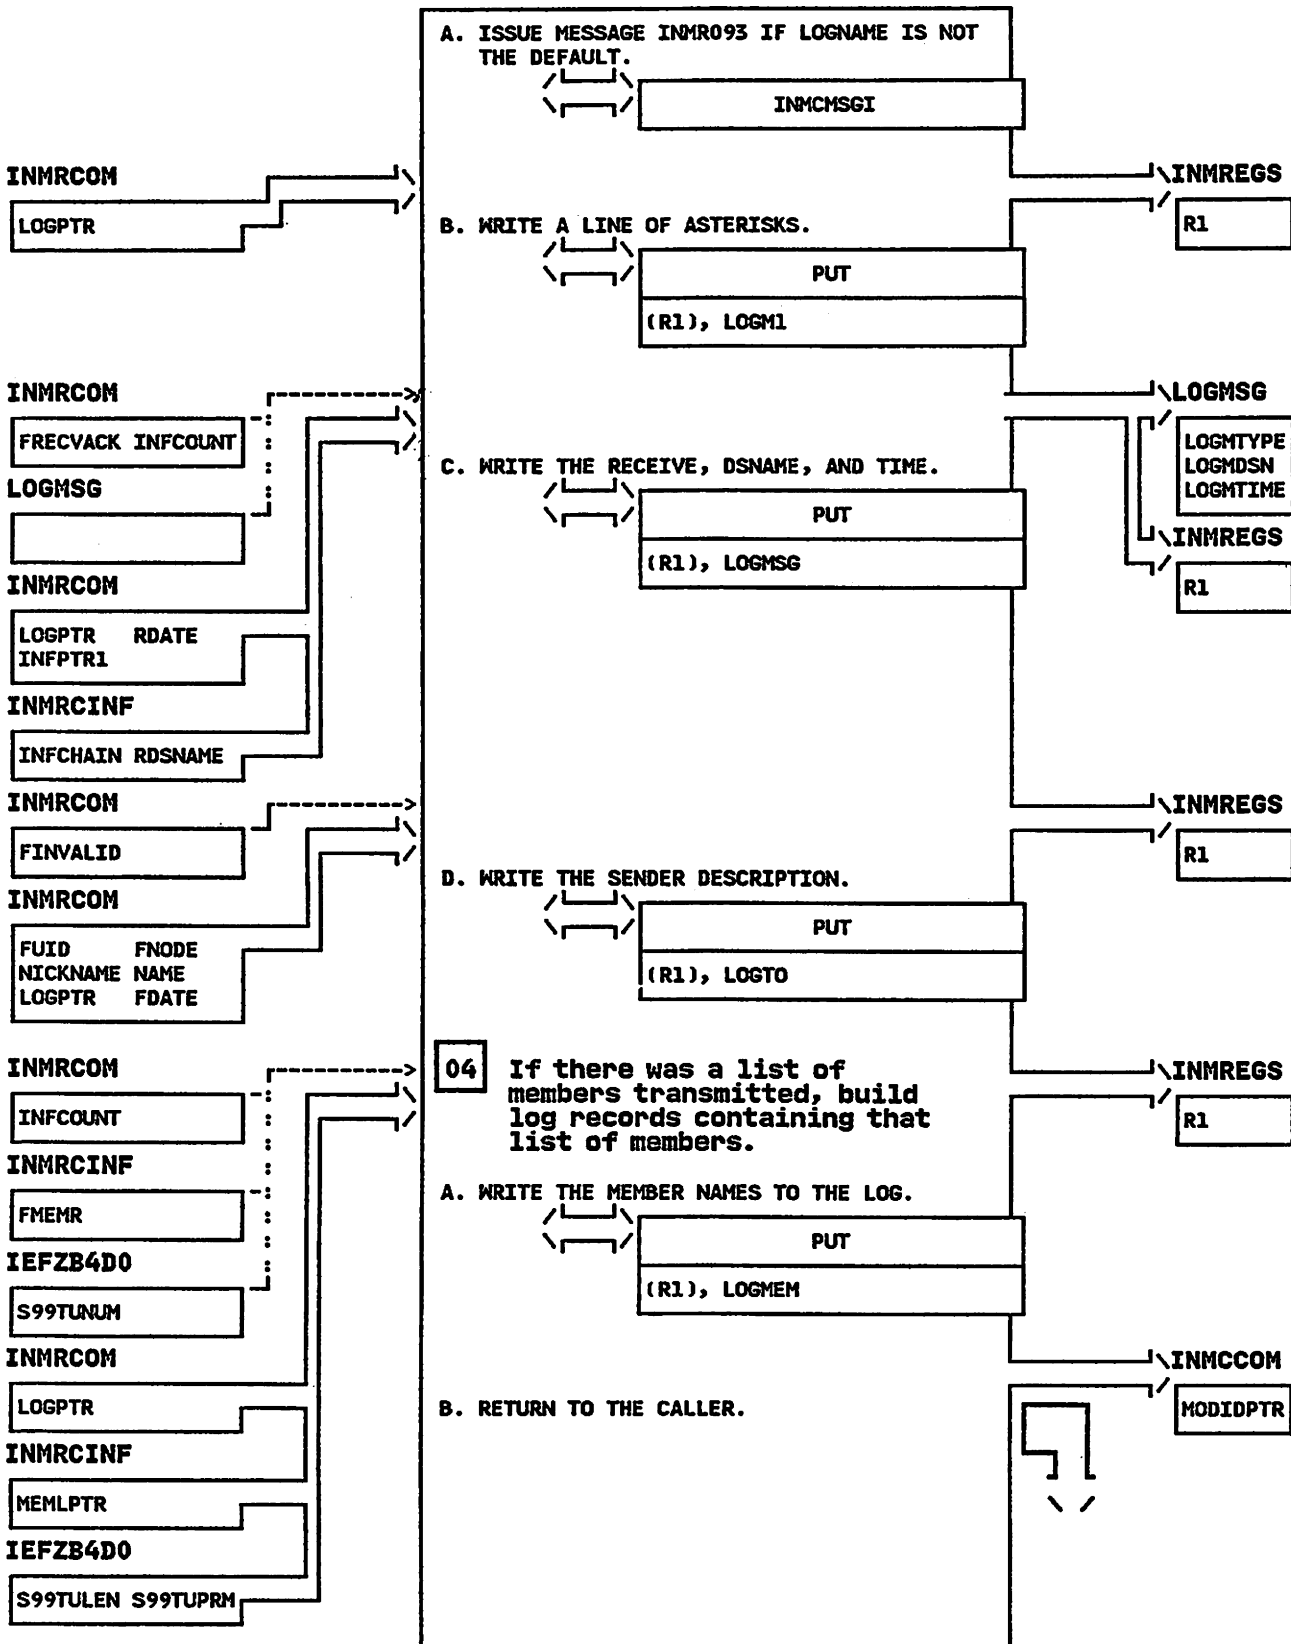 A. ISSUE MESSAGE INMR093 IF LOGNAME IS NOT
THE DEFAULT.
INMCMSGI
INMRCOM
LOGPTR
INMREGS
R1
B. WRITE A LINE OF ASTERISKS.
PUT
(R1), LOGM1
INMRCOM
FRECVACK INFCOUNT
LOGMSG
INMRCOM
LOGPTR RDATE
INFPTR1
INMRCINF
INFCHAIN RDSNAME
LOGMSG
LOGMTYPE
LOGMDSN
LOGMTIME
INMREGS
R1
C. WRITE THE RECEIVE, DSNAME, AND TIME.
PUT
(R1), LOGMSG
INMRCOM
FINVALID
INMRCOM
FUID FNODE
NICKNAME NAME
LOGPTR FDATE
INMREGS
R1
D. WRITE THE SENDER DESCRIPTION.
PUT
(R1), LOGTO
INMRCOM
INFCOUNT
INMRCINF
FMEMR
IEFZB4D0
S99TUNUM
INMRCOM
LOGPTR
INMRCINF
MEMLPTR
IEFZB4D0
S99TULEN S99TUPRM
04 If there was a list of
members transmitted, build
log records containing that
list of members.
INMREGS
R1
A. WRITE THE MEMBER NAMES TO THE LOG.
PUT
(R1), LOGMEM
INMCCOM
MODIDPTR
B. RETURN TO THE CALLER.